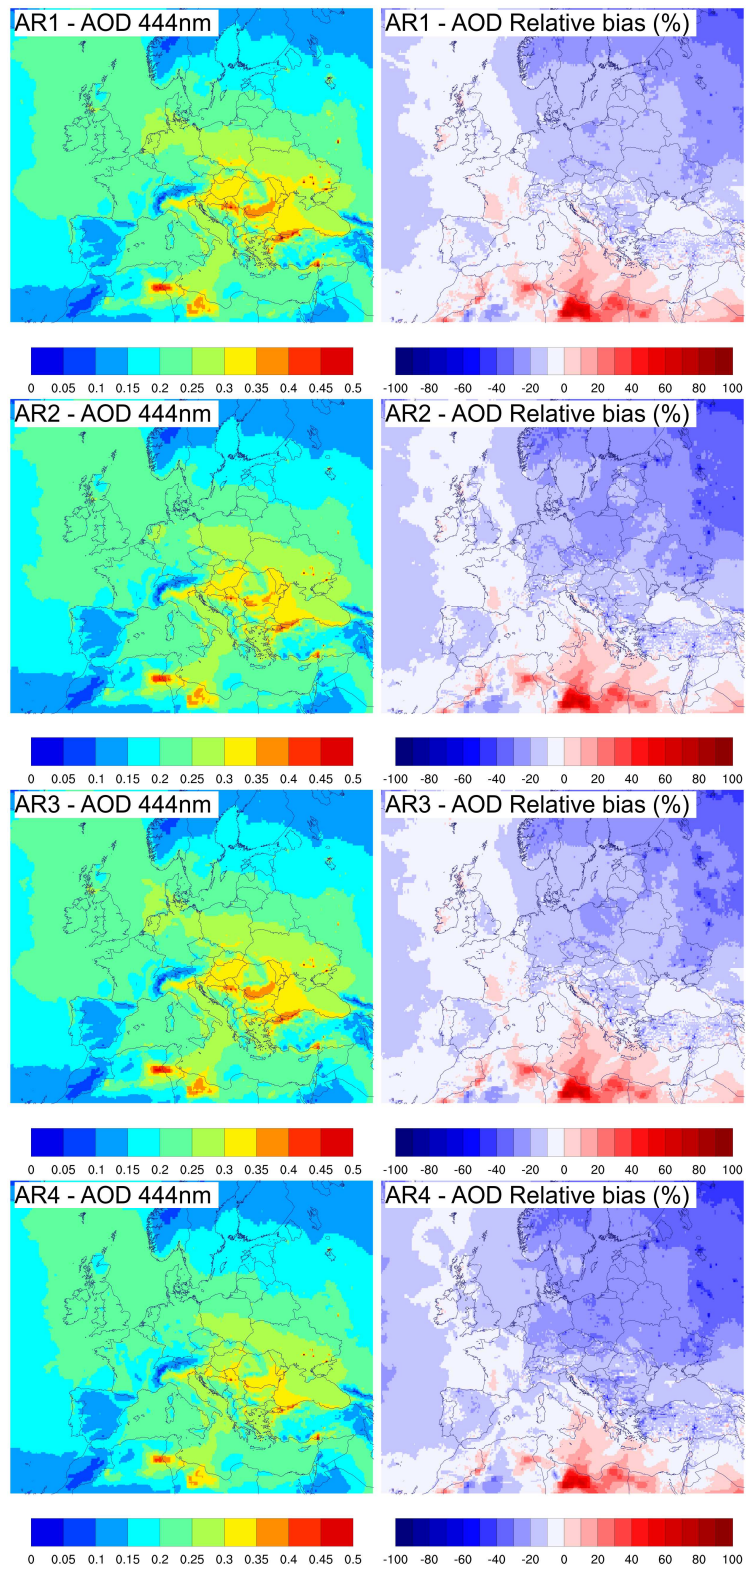 AR1 - AOD 444nm AR1 - AOD Relative bias (%)
0 0.05 0.1 0.15 0.2 0.25 0.3 0.35 0.4 0.45 0.5 -100 -80 -60 -40 -20 0 20 40 60 80 100
AR2 - AOD 444nm AR2 - AOD Relative bias (%)
0 0.05 0.1 0.15 0.2 0.25 0.3 0.35 0.4 0.45 0.5 -100 -80 -60 -40 -20 0 20 40 60 80 100
AR3 - AOD 444nm AR3 - AOD Relative bias (%)
0 0.05 0.1 0.15 0.2 0.25 0.3 0.35 0.4 0.45 0.5 -100 -80 -60 -40 -20 0 20 40 60 80 100
AR4 - AOD 444nm AR4 - AOD Relative bias (%)
0 0.05 0.1 0.15 0.2 0.25 0.3 0.35 0.4 0.45 0.5 -100 -80 -60 -40 -20 0 20 40 60 80 100